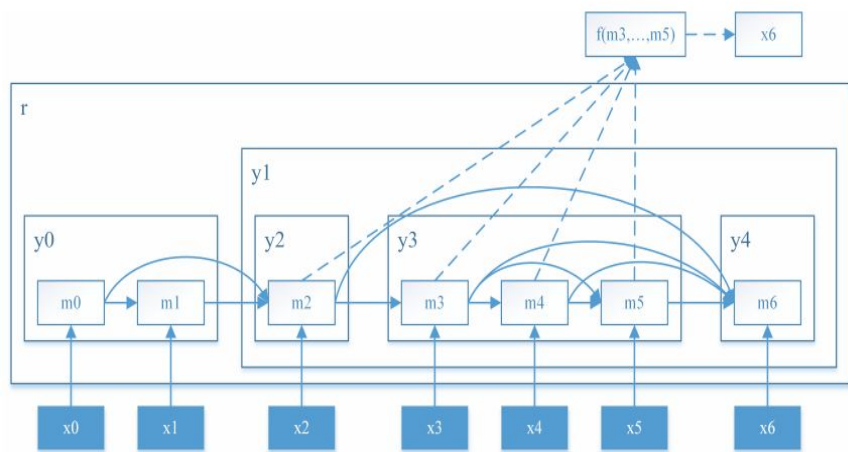 f(m3,...,m5) x6
r
y1
y0 y2 y3 y4
m0 m1 m2 m3 m4 m5 m6
x0 x1 x2 x3 x4 x5 x6